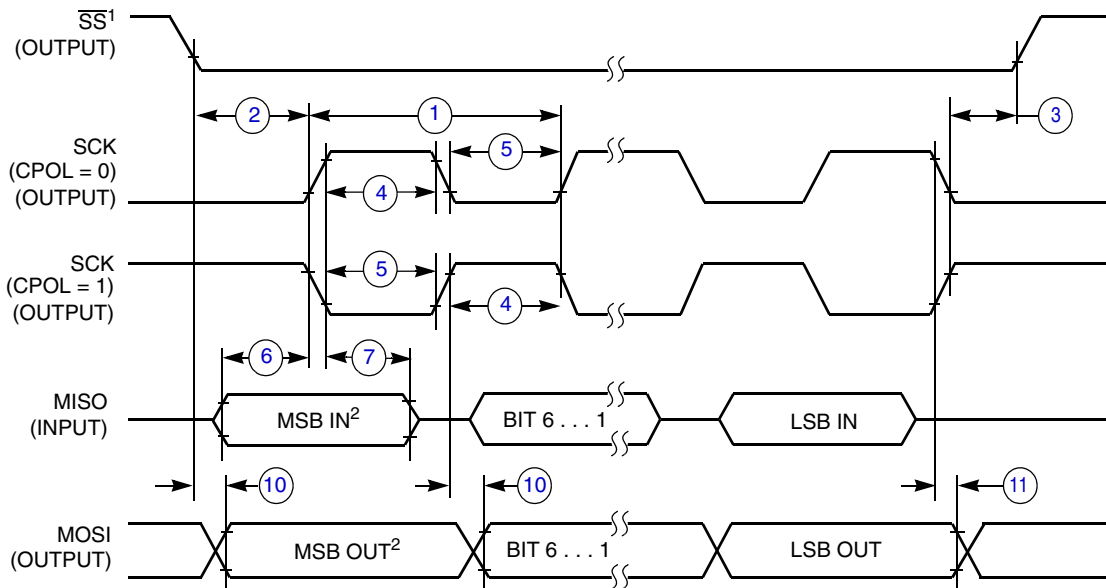 SS¹
(OUTPUT)
2
1
3
SCK
(CPOL = 0)
(OUTPUT)
5
4
SCK
(CPOL = 1)
(OUTPUT)
5
4
6
7
MISO
(INPUT)
MSB IN²
BIT 6 . . . 1
LSB IN
10
10
11
MOSI
(OUTPUT)
MSB OUT²
BIT 6 . . . 1
LSB OUT